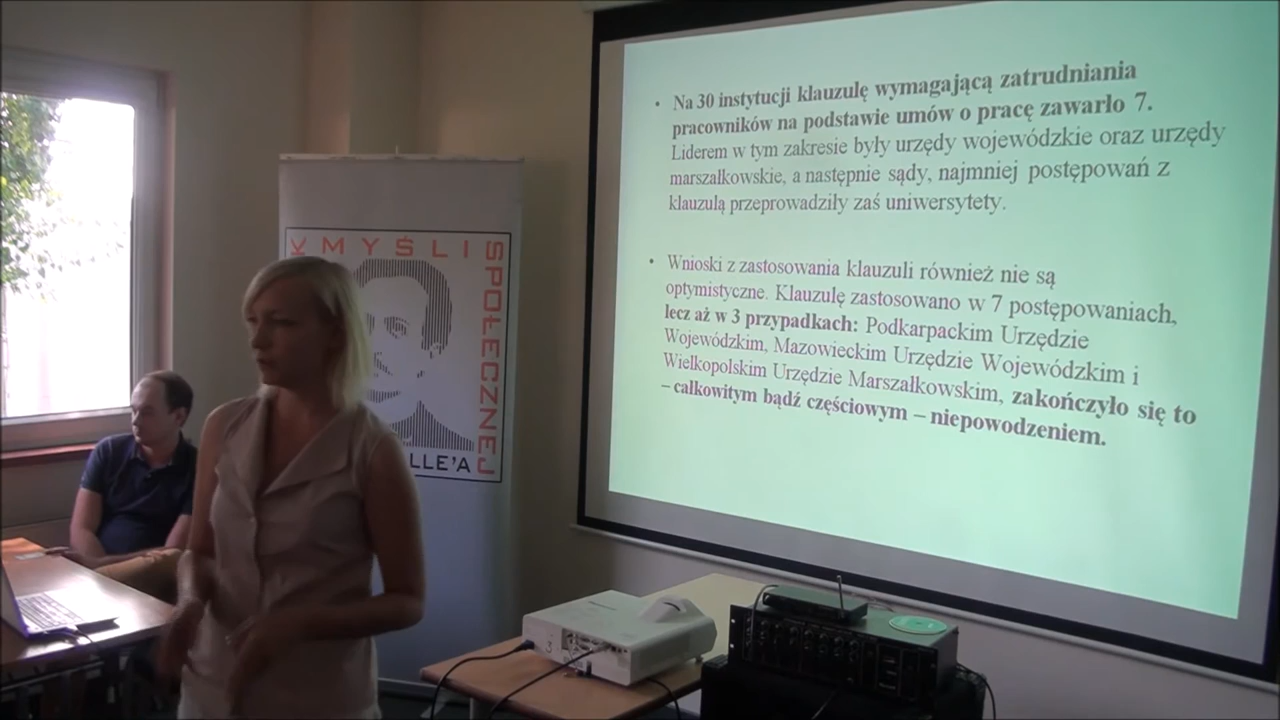 • Na 30 instytucji klauzulę wymagającą zatrudniania
pracowników na podstawie umów o pracę zawarło 7.
Liderem w tym zakresie były urzędy wojewódzkie oraz urzędy
marszałkowskie, a następnie sądy, najmniej postępowań z
klauzulą przeprowadziły zaś uniwersytety.
• Wnioski z zastosowania klauzuli również nie są
optymistyczne. Klauzulę zastosowano w 7 postępowaniach,
lecz aż w 3 przypadkach: Podkarpackim Urzędzie
Wojewódzkim, Mazowieckim Urzędzie Wojewódzkim i
Wielkopolskim Urzędzie Marszałkowskim, zakończyło się to
– całkowitym bądź częściowym – niepowodzeniem.
K MYŚLI
SPOŁECZNEJ
LLE'A
3